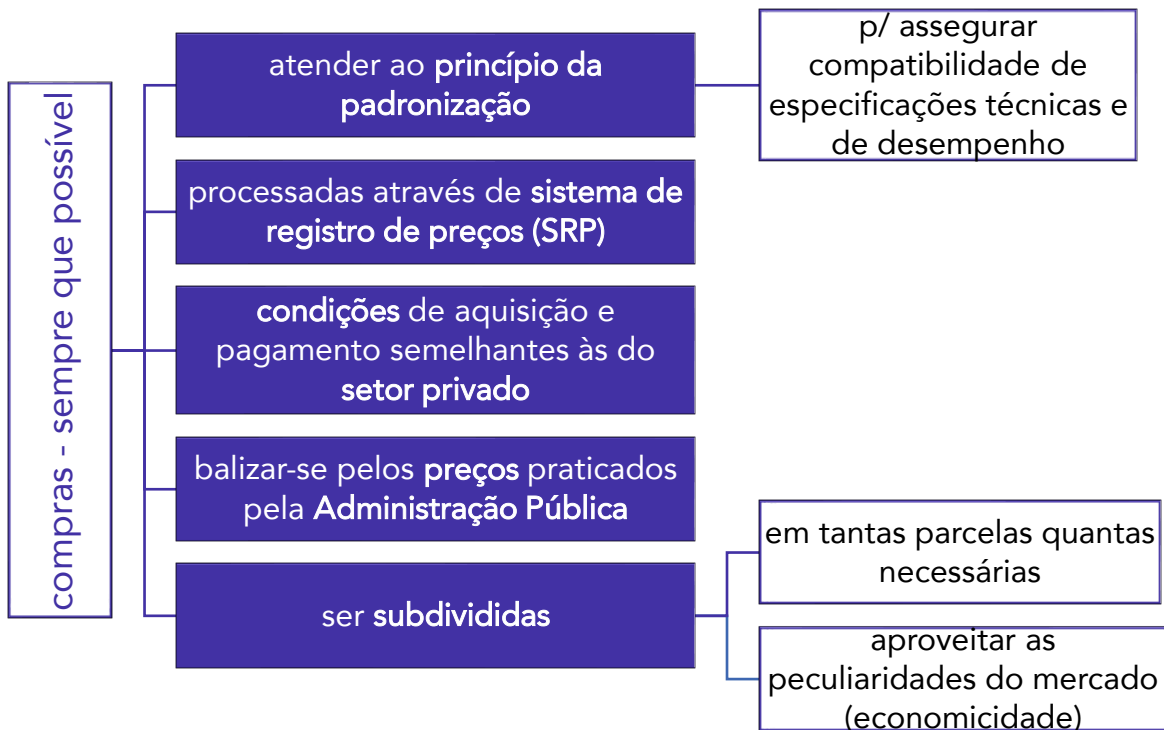 compras - sempre que possível
atender ao princípio da
padronização
p/ assegurar
compatibilidade de
especificações técnicas e
de desempenho
processadas através de sistema de
registro de preços (SRP)
condições de aquisição e
pagamento semelhantes às do
setor privado
balizar-se pelos preços praticados
pela Administração Pública
ser subdivididas
em tantas parcelas quantas
necessárias
aproveitar as
peculiaridades do mercado
(economicidade)